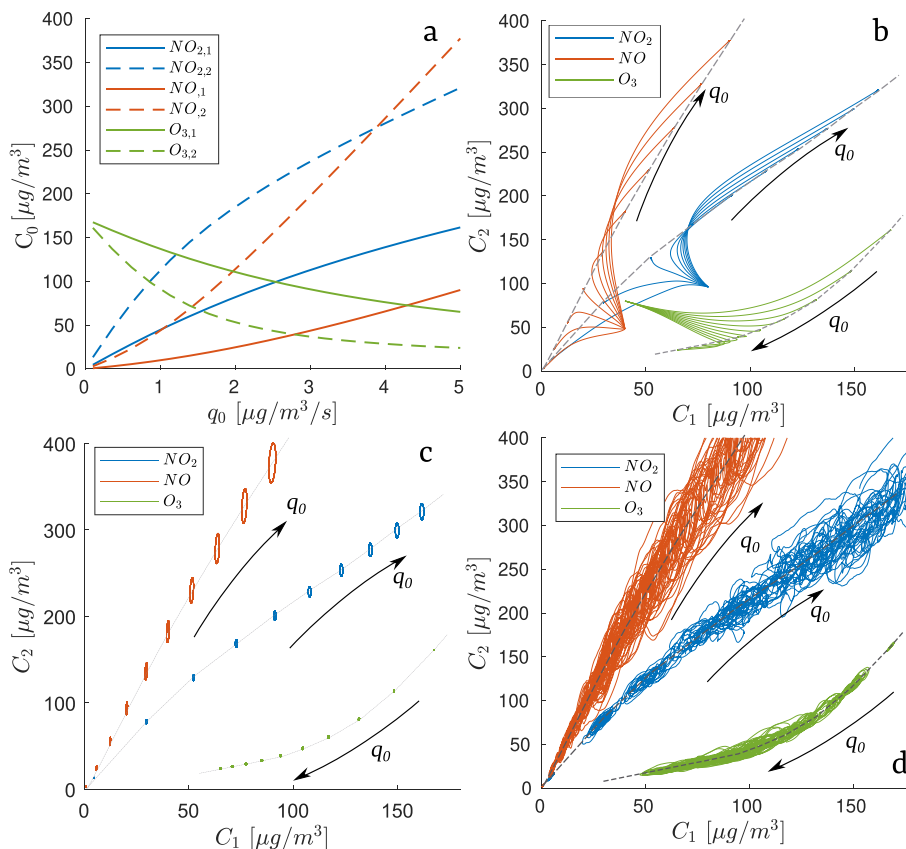 a
400
350
300
250
200
150
100
50
0
C₀ [μg/m³]
NO₂,₁
NO₂,₂
NO,₁
NO,₂
O₃,₁
O₃,₂
0 1 2 3 4 5
q₀ [μg/m³/s]
b
400
350
300
250
200
150
100
50
0
C₂ [μg/m³]
NO₂
NO
O₃
q₀
q₀
q₀
0 50 100 150
C₁ [μg/m³]
c
400
300
200
100
0
C₂ [μg/m³]
NO₂
NO
O₃
q₀
q₀
q₀
0 50 100 150
C₁ [μg/m³]
400
350
300
250
200
150
100
50
0
C₂ [μg/m³]
NO₂
NO
O₃
q₀
q₀
q₀
d
0 50 100 150
C₁ [μg/m³]